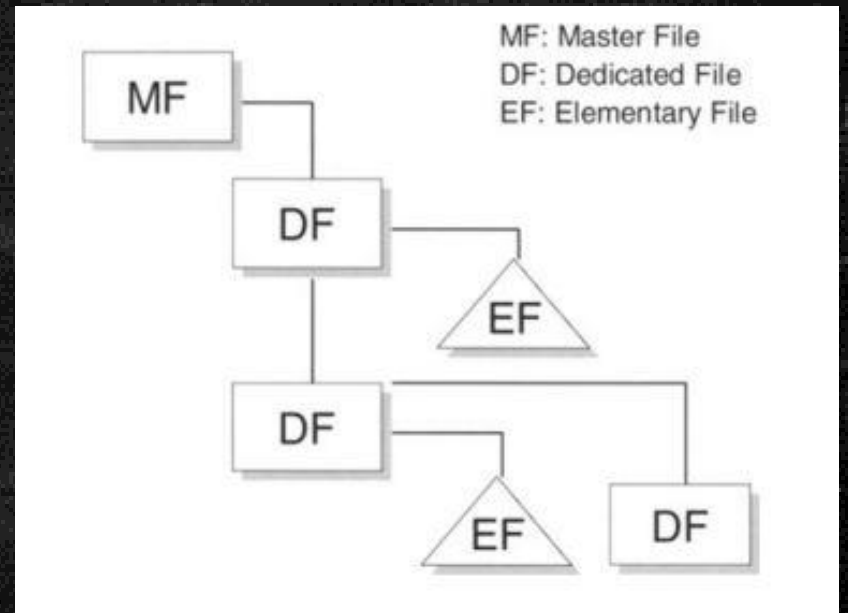 MF: Master File
DF: Dedicated File
EF: Elementary File
MF
DF
EF
DF
EF
DF